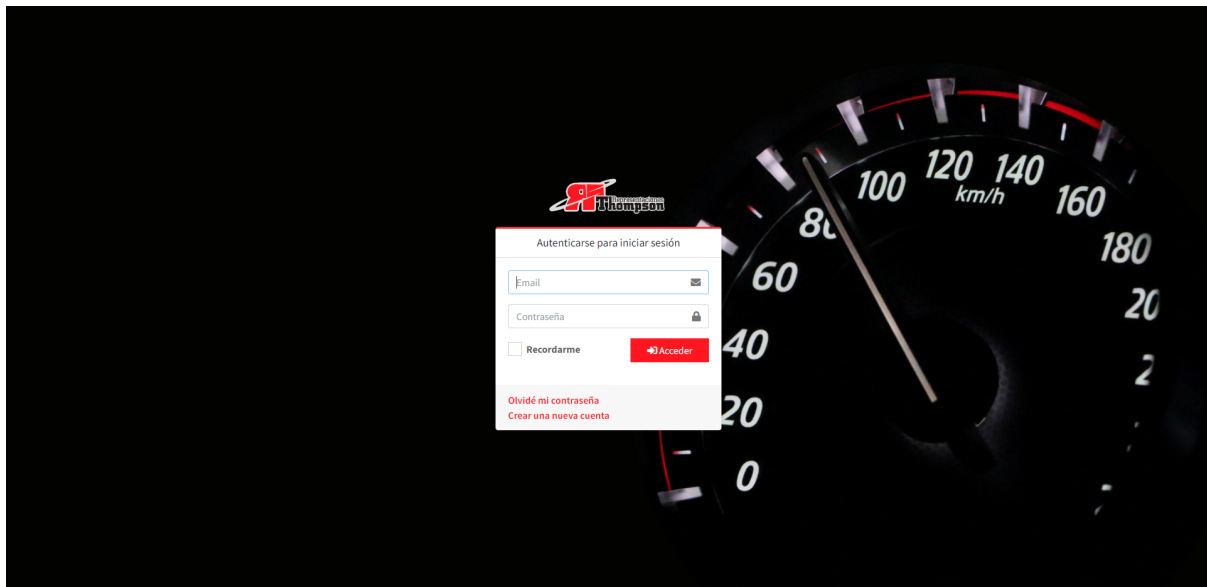 Representaciones
Thompson
Autenticarse para iniciar sesión
Email
Contraseña
Recordarme
Acceder
Olvidé mi contraseña
Crear una nueva cuenta
0
20
40
60
100
120
140
km/h
160
180